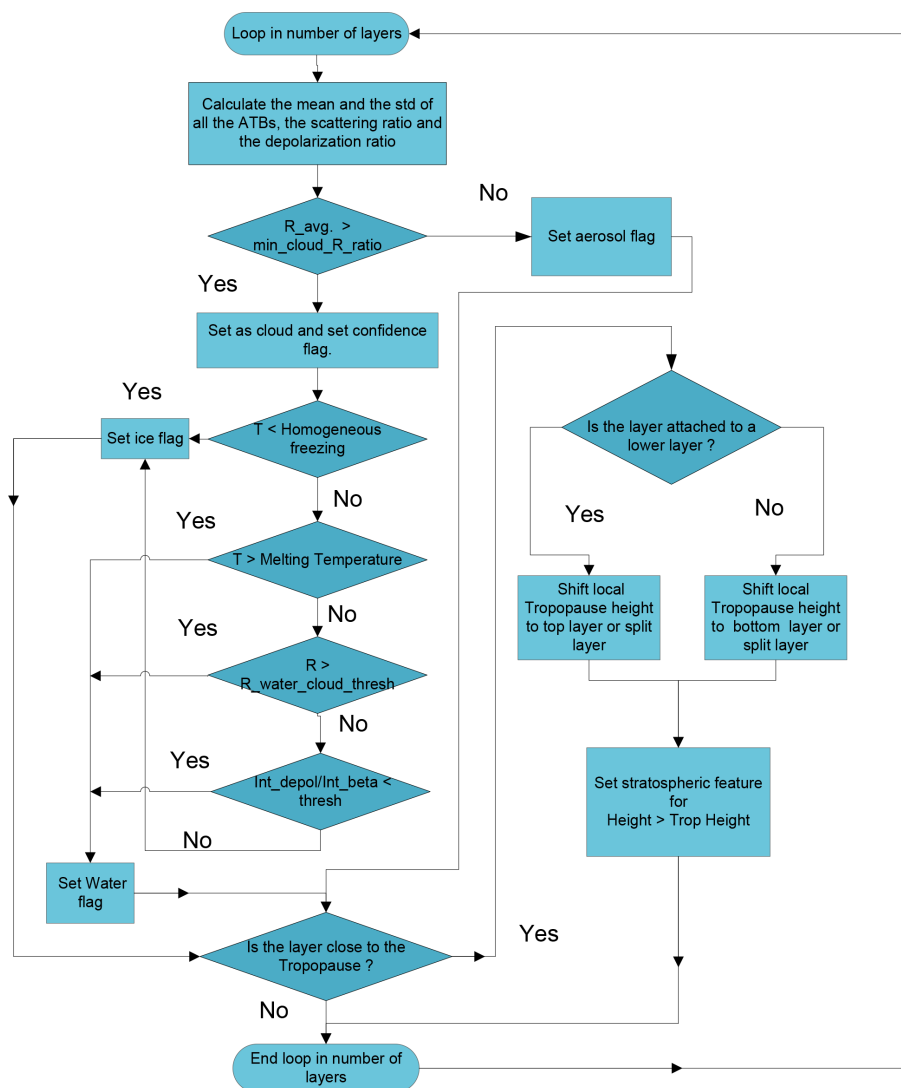 Loop in number of layers
Calculate the mean and the std of
all the ATBs, the scattering ratio and
the depolarization ratio
No
R_avg. >
min_cloud_R_ratio
Set aerosol flag
Yes
Set as cloud and set confidence
flag.
Yes
T < Homogeneous
freezing
Set ice flag
Is the layer attached to a
lower layer ?
No
Yes
Yes
No
T > Melting Temperature
No
Yes
Shift local
Tropopause height
to top layer or split
layer
Shift local
Tropopause height
to bottom layer or
split layer
R >
R_water_cloud_thresh
No
Yes
Int_depol/Int_beta <
thresh
Set stratospheric feature
for
Height > Trop Height
No
Set Water
flag
Is the layer close to the
Tropopause ?
Yes
No
End loop in number of
layers